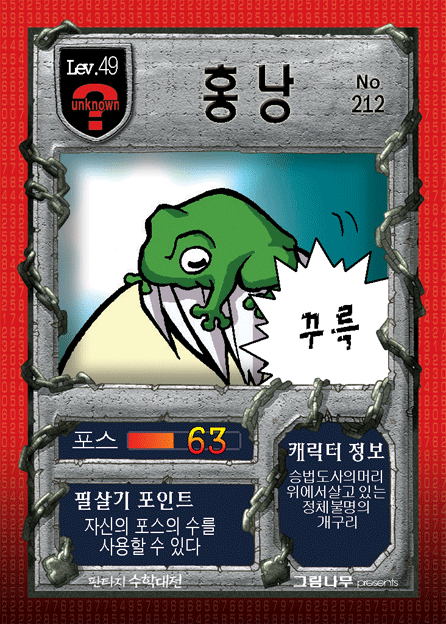 Lev.49
unknown
홍낭
No
212
꾸륵
포스 63
필살기 포인트
자신의 포스의 수를
사용할 수 있다
캐릭터 정보
승법도사의머리
위에서살고 있는
정체불명의
개구리
판타지 수학대전
그림나무 presents